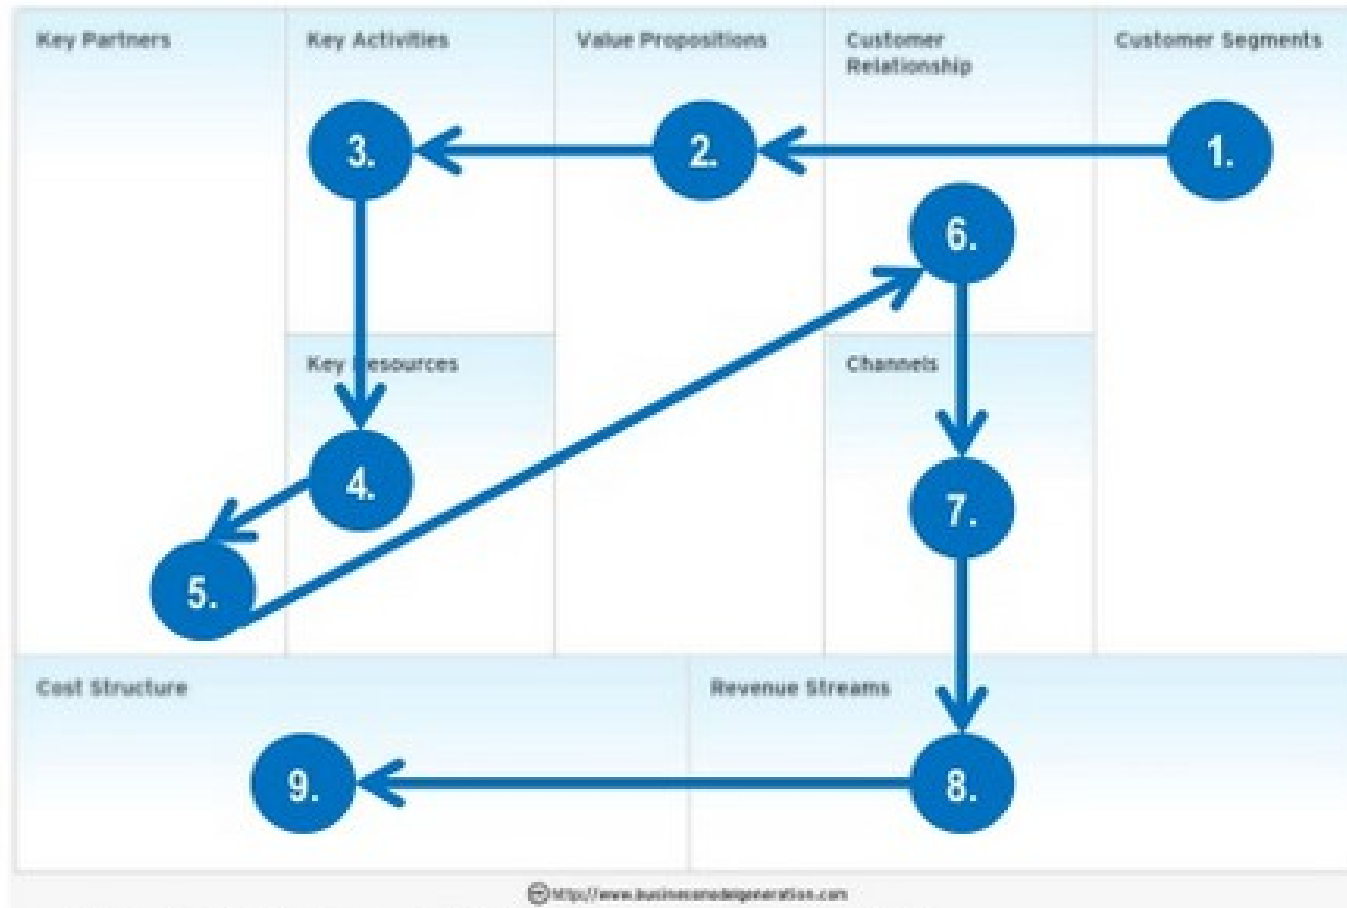 Key Partners
Key Activities
Value Propositions
Customer
Relationship
Customer Segments
3.
2.
1.
6.
Key Resources
Channels
4.
7.
5.
Cost Structure
Revenue Streams
9.
8.
http://www.businessmodelgeneration.com